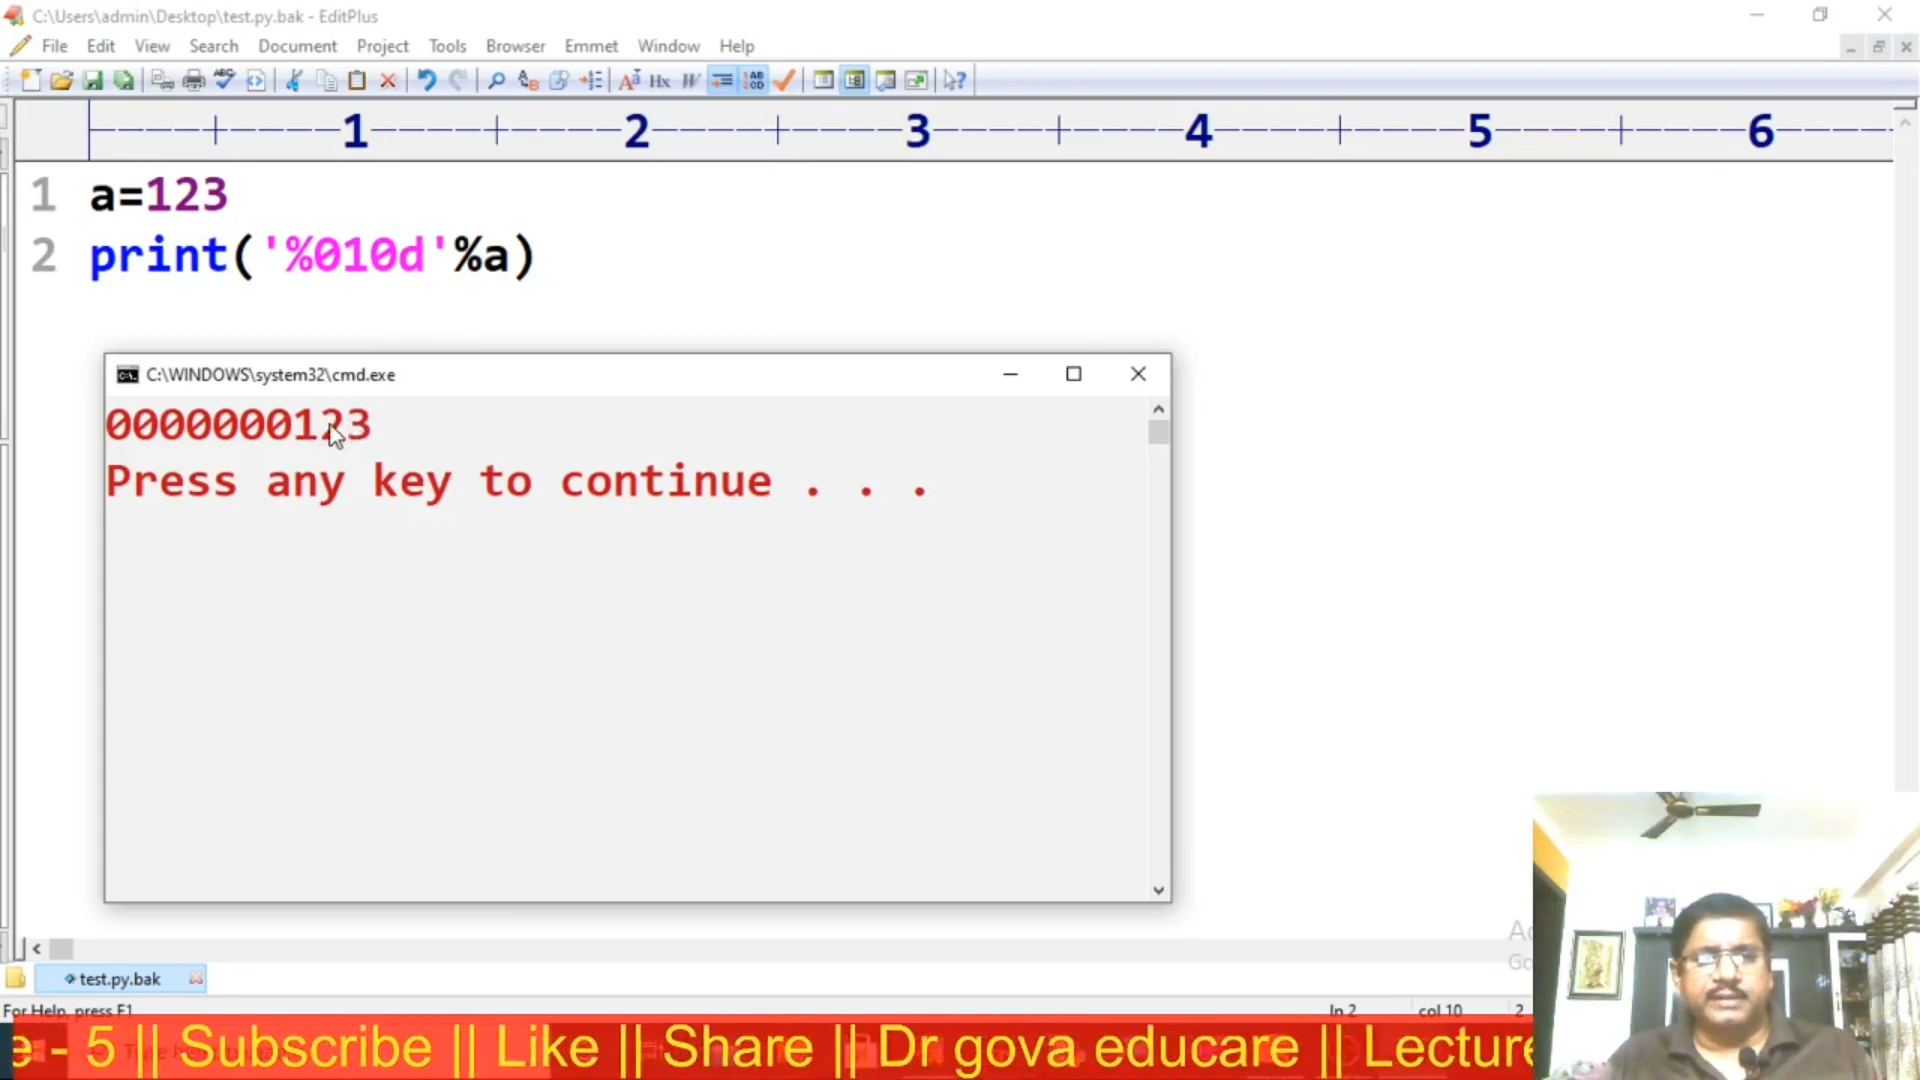 C:\Users\admin\Desktop\test.py.bak - EditPlus
File Edit View Search Document Project Tools Browser Emmet Window Help
1 2 3 4 5 6
1 a=123
2 print('%010d'%a)
C:\WINDOWS\system32\cmd.exe
0000000123
Press any key to continue . . .
test.py.bak
For Help, press F1 ln 2 col 10 2
e - 5 || Subscribe || Like || Share || Dr gova educare || Lecture